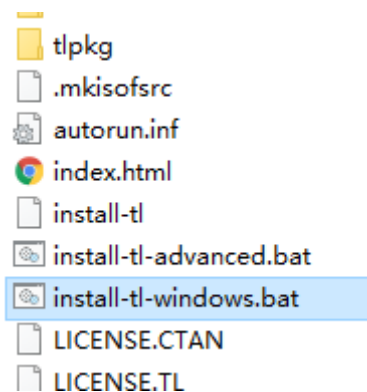 tlpkg
.mkisofsrc
autorun.inf
index.html
install-tl
install-tl-advanced.bat
install-tl-windows.bat
LICENSE.CTAN
LICENSE.TL